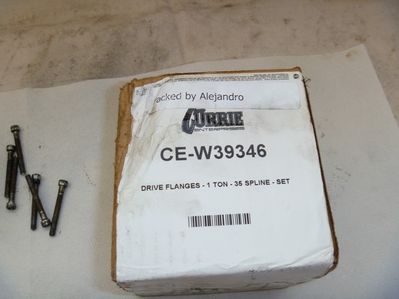 acked by Alejandro
CURRIE
ENTERPRISES
CE-W39346
DRIVE FLANGES - 1 TON - 35 SPLINE - SET